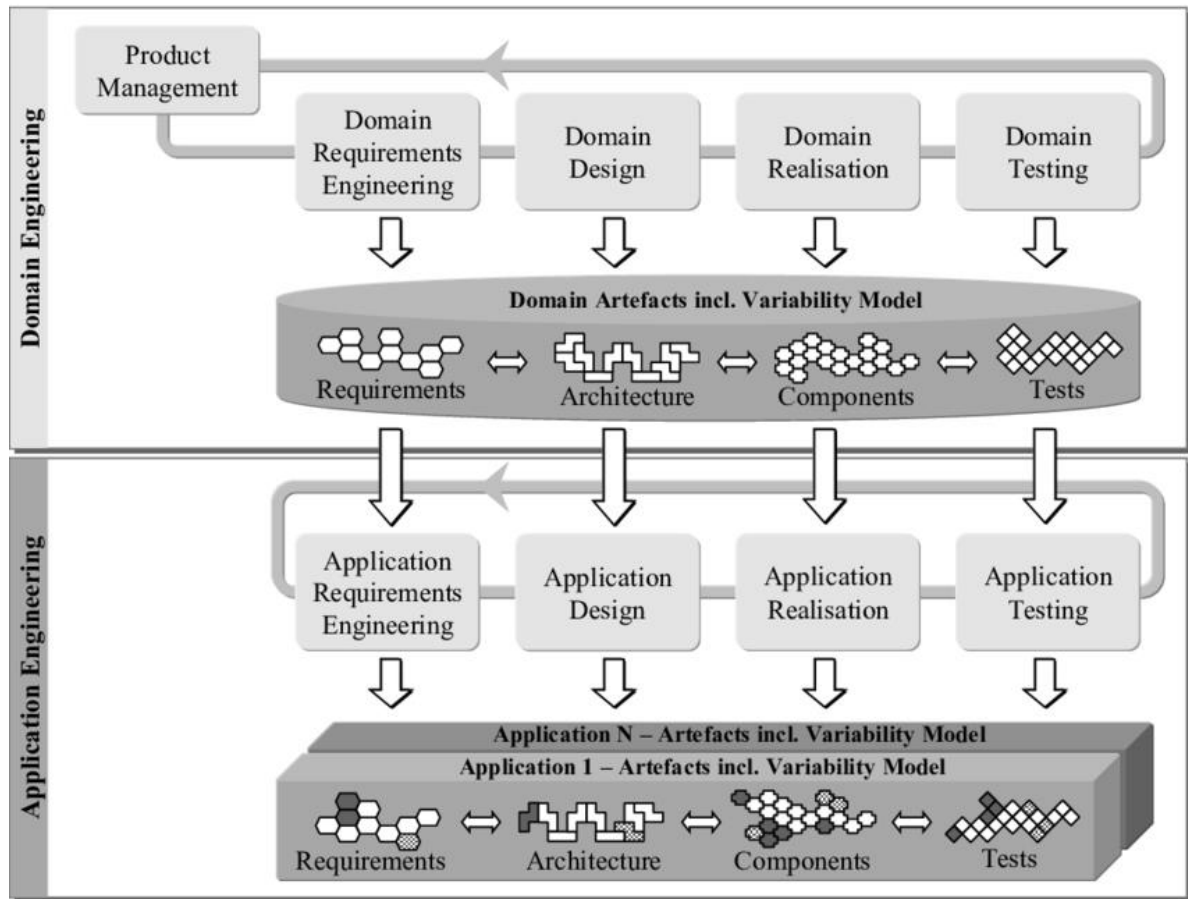 Domain Engineering
Product
Management
Domain
Requirements
Engineering
Domain
Design
Domain
Realisation
Domain
Testing
Domain Artefacts incl. Variability Model
Requirements
Architecture
Components
Tests
Application Engineering
Application
Requirements
Engineering
Application
Design
Application
Realisation
Application
Testing
Application N – Artefacts incl. Variability Model
Application 1 – Artefacts incl. Variability Model
Requirements
Architecture
Components
Tests